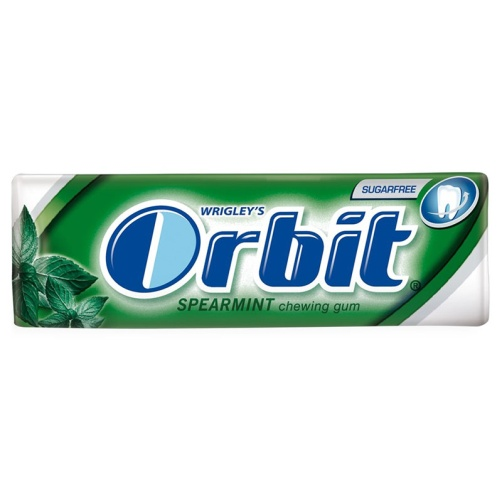 SUGARFREE
WRIGLEY'S
Orbit®
SPEARMINT chewing gum